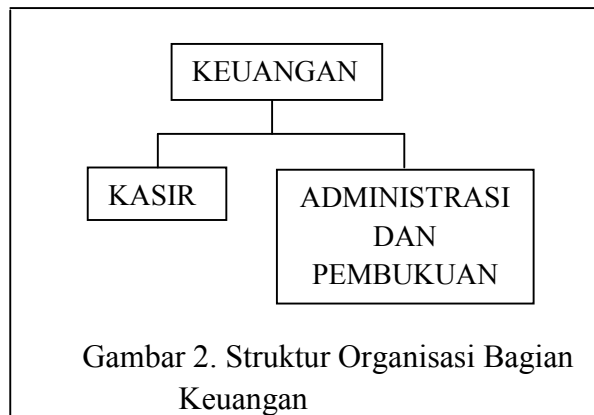 KEUANGAN
KASIR
ADMINISTRASI
DAN
PEMBUKUAN
Gambar 2. Struktur Organisasi Bagian
Keuangan